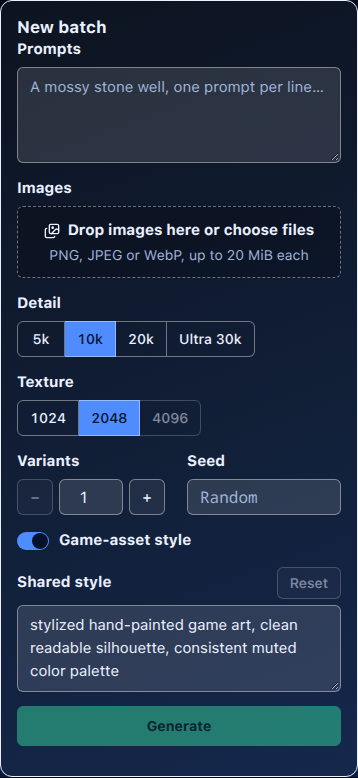 New batch
Prompts
A mossy stone well, one prompt per line…
Images
Drop images here or choose files
PNG, JPEG or WebP, up to 20 MiB each
Detail
5k 10k 20k Ultra 30k
Texture
1024 2048 4096
Variants Seed
− 1 + Random
Game-asset style
Shared style Reset
stylized hand-painted game art, clean
readable silhouette, consistent muted
color palette
Generate